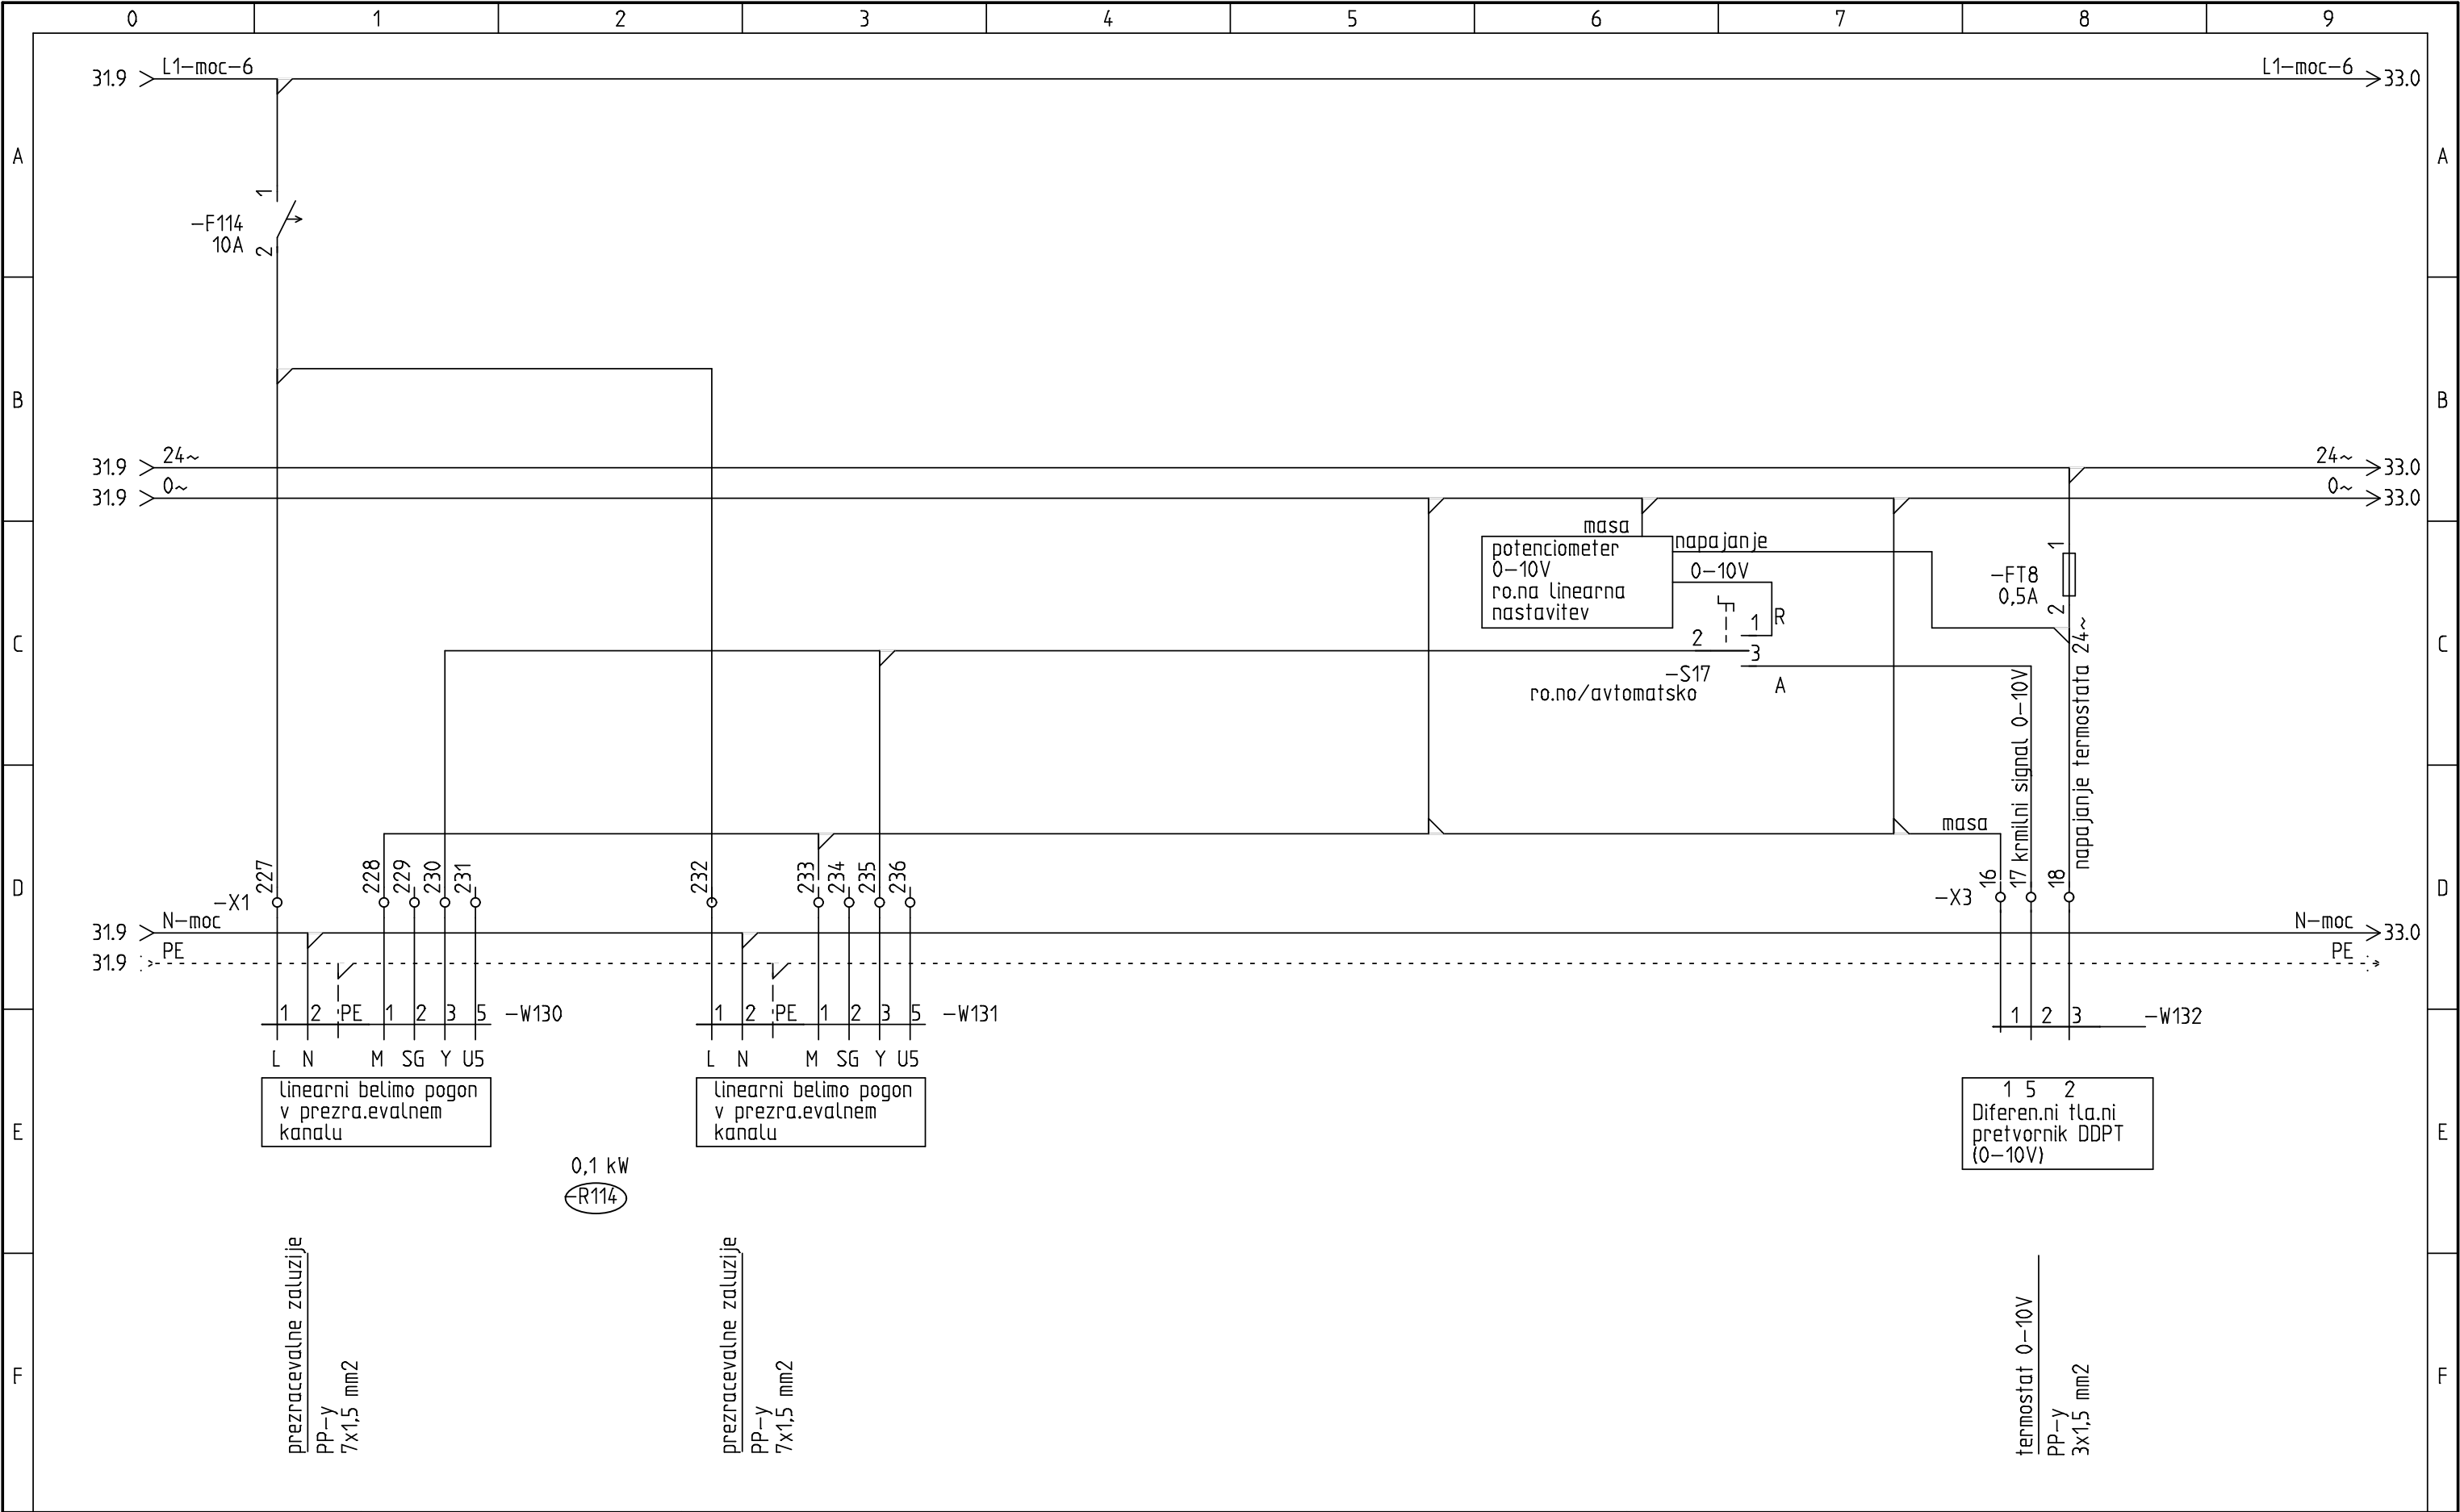 0 1 2 3 4 5 6 7 8 9
31.9 L1-moc-6
L1-moc-6 33.0
A A
1
-F114
10A
2
B B
31.9 24~
24~ 33.0
31.9 0~
0~ 33.0
masa
potenciometer
0-10V
ro.na linearna
nastavitev
napajanje
0-10V
1 R
2
3
-S17
ro.no/avtomatsko
A
1
-FT8
0,5A
2
C C
krmilni signal 0-10V
napajanje termostata 24~
masa
D D
-X1 227 228 229 230 231 232 233 234 235 236
-X3 16 17 18
31.9 N-moc
N-moc 33.0
31.9 PE
PE
1 2 PE 1 2 3 5 -W130
1 2 PE 1 2 3 5 -W131
1 2 3 -W132
L N M SG Y U5
L N M SG Y U5
linearni belimo pogon
v prezra.evalnem
kanalu
linearni belimo pogon
v prezra.evalnem
kanalu
1 5 2
Diferen.ni tla.ni
pretvornik DDPT
(0-10V)
E E
0,1 kW
-R114
prezracevalne zaluzije
PP-y
7x1,5 mm2
prezracevalne zaluzije
PP-y
7x1,5 mm2
termostat 0-10V
PP-y
3x1,5 mm2
F F